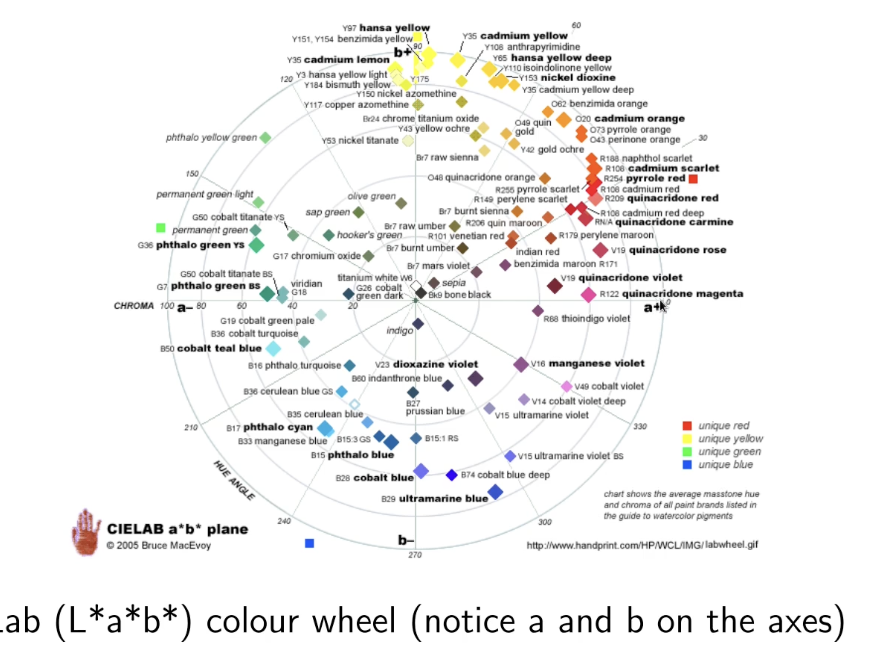 Y97 hansa yellow
60
Y151, Y154 benzimida yellow
Y35 cadmium yellow
90
b+
Y108 anthrapyrimidine
Y35 cadmium lemon
Y65 hansa yellow deep
Y110 isoindolinone yellow
Y3 hansa yellow light
Y175
Y153 nickel dioxine
120
Y184 bismuth yellow
Y35 cadmium yellow deep
Y150 nickel azomethine
Y117 copper azomethine
O62 benzimida orange
Br24 chrome titanium oxide
O49 quin
gold
O20 cadmium orange
Y43 yellow ochre
O73 pyrrole orange
phthalo yellow green
Y53 nickel titanate
O43 perinone orange
30
Y42 gold ochre
Br7 raw sienna
R188 naphthol scarlet
R108 cadmium scarlet
150
O48 quinacridone orange
R254 pyrrole red
R255 pyrrole scarlet
R108 cadmium red
permanent green light
olive green
R149 perylene scarlet
R209 quinacridone red
sap green
Br7 burnt sienna
R108 cadmium red deep
G50 cobalt titanate YS
Br7 raw umber
R206 quin maroon
RN/A quinacridone carmine
permanent green
hooker's green
R101 venetian red
R179 perylene maroon
G36 phthalo green YS
Br7 burnt umber
indian red
V19 quinacridone rose
G17 chromium oxide
Br7 mars violet
benzimida maroon R171
G50 cobalt titanate BS
titanium white W6
V19 quinacridone violet
G7 phthalo green BS
viridian
G18
G26 cobalt
green dark
sepia
Bk9 bone black
R122 quinacridone magenta
CHROMA 100 a– 80 60 40 20 a+ 0
G19 cobalt green pale
R88 thioindigo violet
B36 cobalt turquoise
indigo
B50 cobalt teal blue
B16 phthalo turquoise
V23 dioxazine violet
V16 manganese violet
B60 indanthrone blue
V49 cobalt violet
B36 cerulean blue GS
B27
prussian blue
V14 cobalt violet deep
B35 cerulean blue
V15 ultramarine violet
210
B17 phthalo cyan
330
unique red
B33 manganese blue
B15:3 GS
B15:1 RS
unique yellow
B15 phthalo blue
V15 ultramarine violet BS
unique green
unique blue
HUE ANGLE
B28 cobalt blue
B74 cobalt blue deep
B29 ultramarine blue
chart shows the average masstone hue
and chroma of all paint brands listed in
the guide to watercolor pigments
240
300
CIELAB a*b* plane
© 2005 Bruce MacEvoy
b–
270
http://www.handprint.com/HP/WCL/IMG/labwheel.gif
Lab (L*a*b*) colour wheel (notice a and b on the axes)